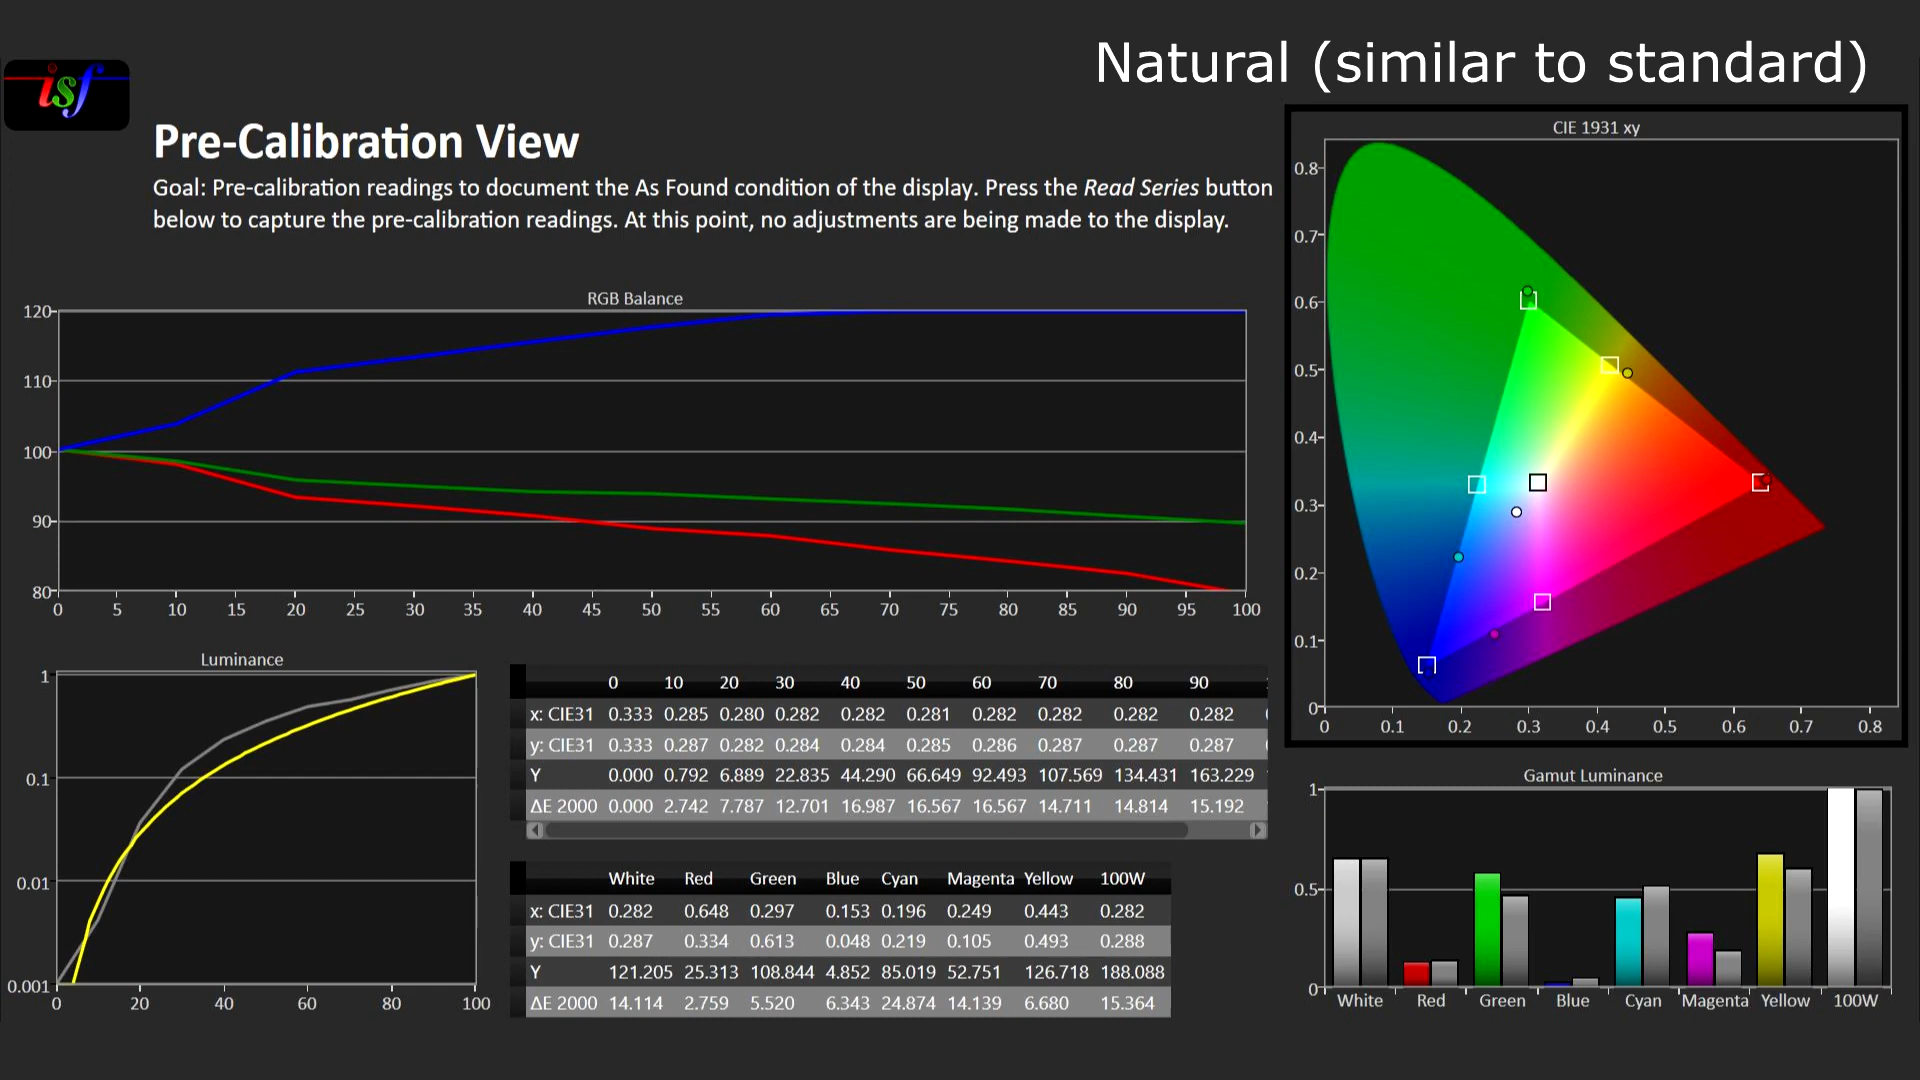 Natural (similar to standard)
isf
Pre-Calibration View
Goal: Pre-calibration readings to document the As Found condition of the display. Press the Read Series button
below to capture the pre-calibration readings. At this point, no adjustments are being made to the display.
RGB Balance
120
110
100
90
80
0 5 10 15 20 25 30 35 40 45 50 55 60 65 70 75 80 85 90 95 100
CIE 1931 xy
0.8
0.7
0.6
0.5
0.4
0.3
0.2
0.1
0
0 0.1 0.2 0.3 0.4 0.5 0.6 0.7 0.8
Luminance
1
0.1
0.01
0.001
0 20 40 60 80 100
0 10 20 30 40 50 60 70 80 90
x: CIE31 0.333 0.285 0.280 0.282 0.282 0.281 0.282 0.282 0.282 0.282
y: CIE31 0.333 0.287 0.282 0.284 0.284 0.285 0.286 0.287 0.287 0.287
Y 0.000 0.792 6.889 22.835 44.290 66.649 92.493 107.569 134.431 163.229
ΔE 2000 0.000 2.742 7.787 12.701 16.987 16.567 16.567 14.711 14.814 15.192
White Red Green Blue Cyan Magenta Yellow 100W
x: CIE31 0.282 0.648 0.297 0.153 0.196 0.249 0.443 0.282
y: CIE31 0.287 0.334 0.613 0.048 0.219 0.105 0.493 0.288
Y 121.205 25.313 108.844 4.852 85.019 52.751 126.718 188.088
ΔE 2000 14.114 2.759 5.520 6.343 24.874 14.139 6.680 15.364
Gamut Luminance
1
0.5
0
White Red Green Blue Cyan Magenta Yellow 100W